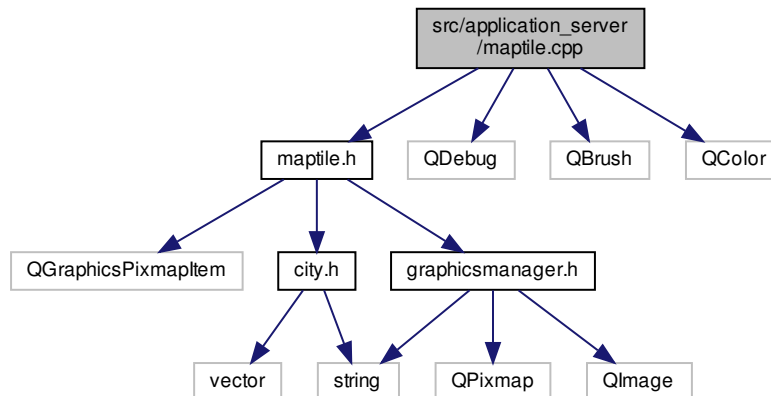 src/application_server
/maptile.cpp
maptile.h
QDebug
QBrush
QColor
QGraphicsPixmapItem
city.h
graphicsmanager.h
vector
string
QPixmap
QImage